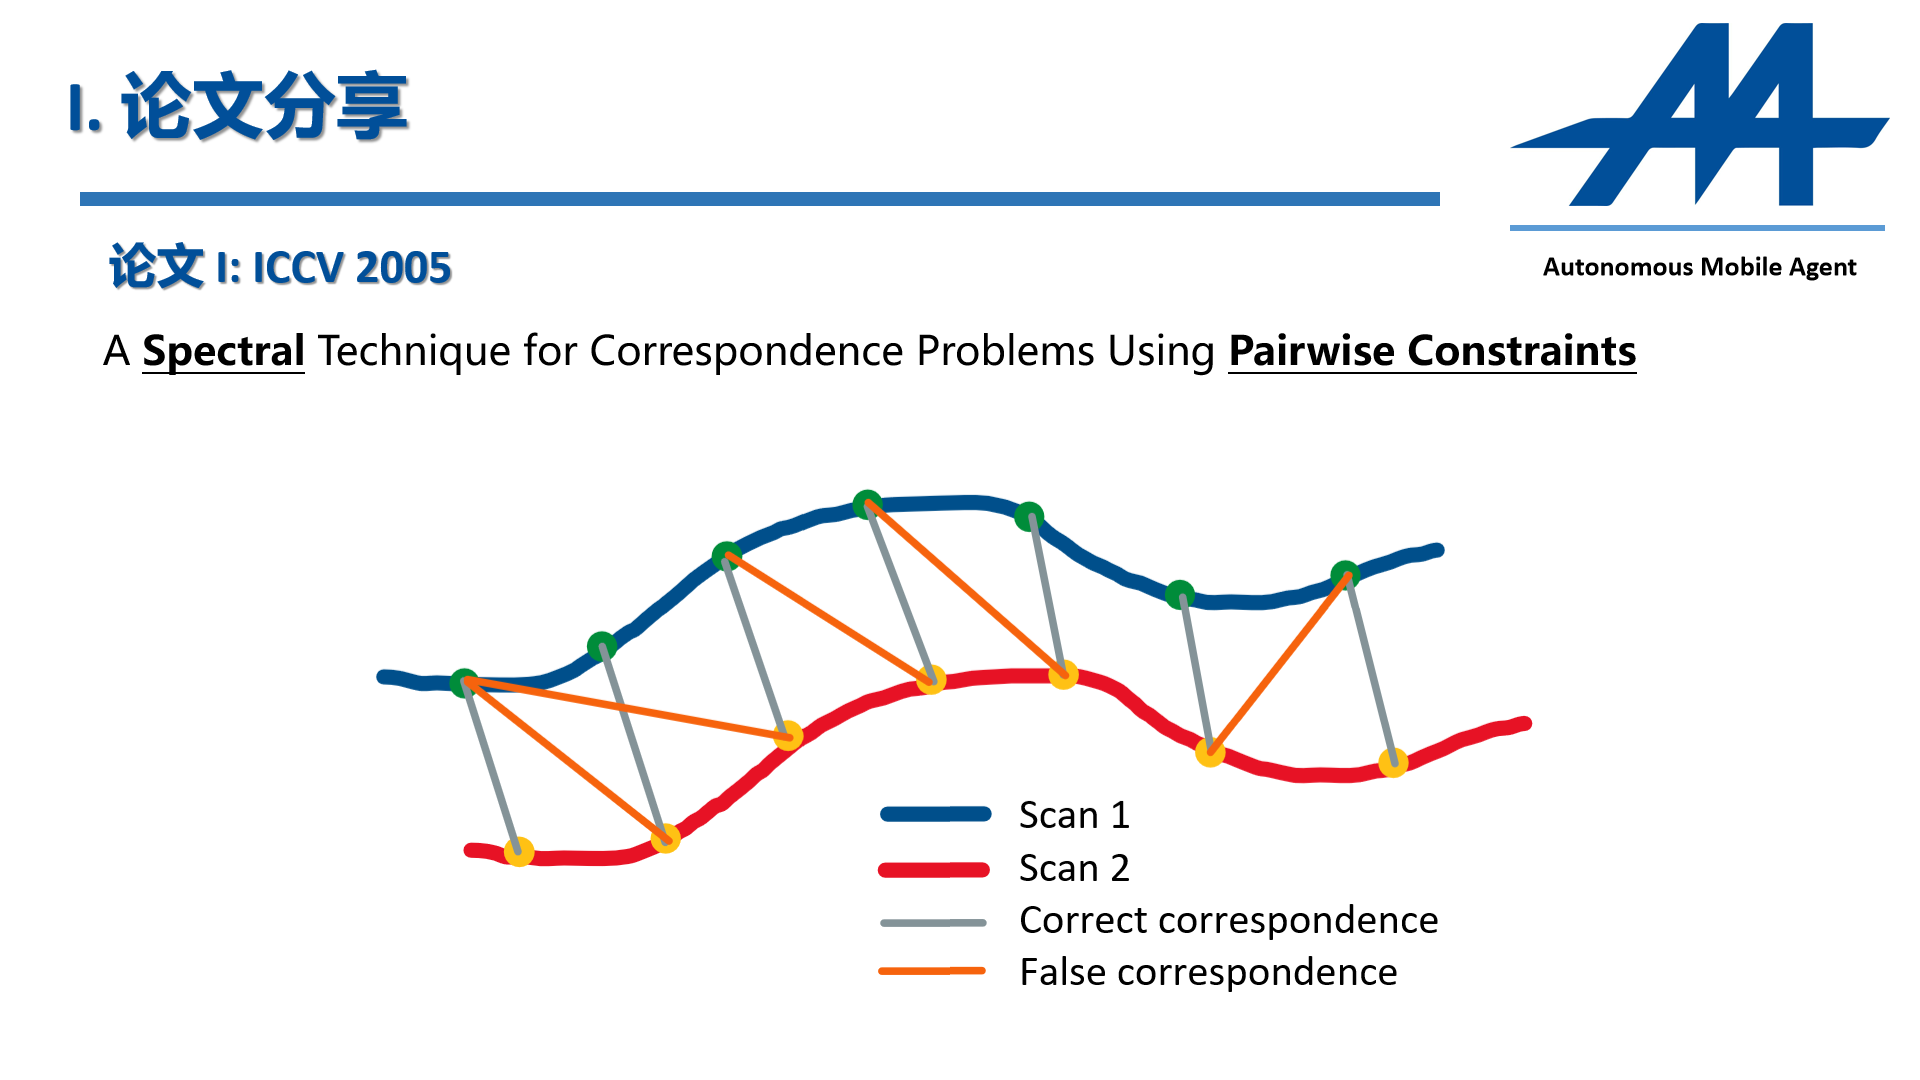 I. 论文分享
Autonomous Mobile Agent
论文 I: ICCV 2005
A Spectral Technique for Correspondence Problems Using Pairwise Constraints
Scan 1
Scan 2
Correct correspondence
False correspondence